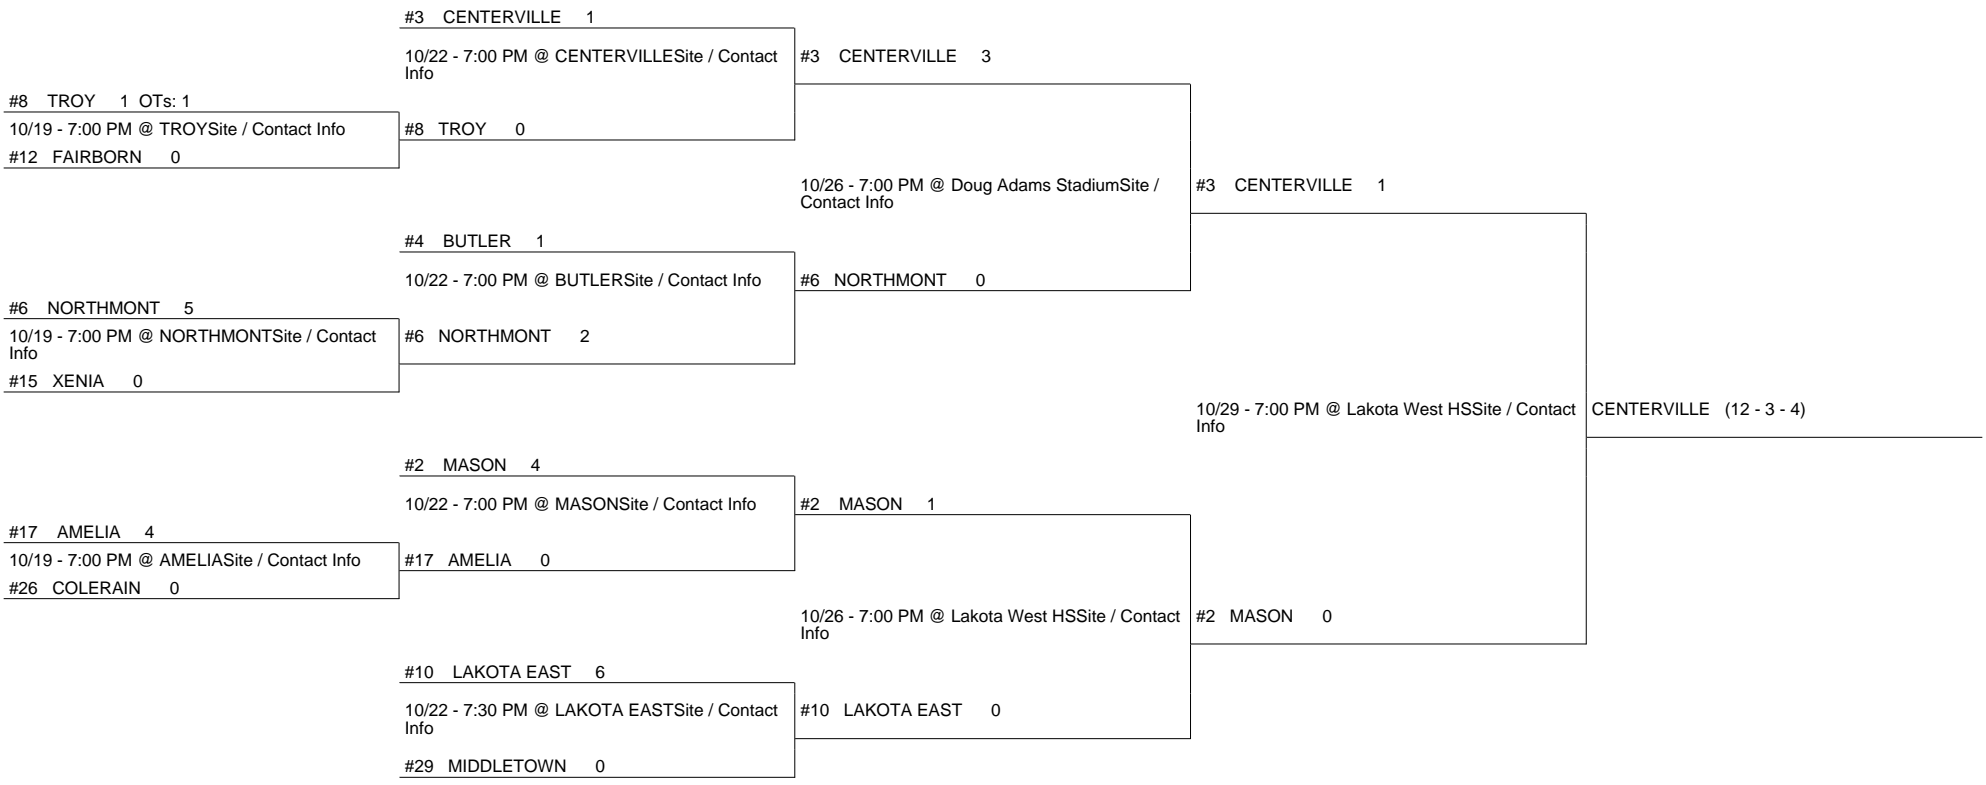 #3 CENTERVILLE 1
10/22 - 7:00 PM @ CENTERVILLESite / Contact
Info
#3 CENTERVILLE 3
#8 TROY 1 OTs: 1
10/19 - 7:00 PM @ TROYSite / Contact Info
#8 TROY 0
#12 FAIRBORN 0
10/26 - 7:00 PM @ Doug Adams StadiumSite /
Contact Info
#3 CENTERVILLE 1
#4 BUTLER 1
10/22 - 7:00 PM @ BUTLERSite / Contact Info
#6 NORTHMONT 0
#6 NORTHMONT 5
10/19 - 7:00 PM @ NORTHMONTSite / Contact
Info
#6 NORTHMONT 2
#15 XENIA 0
10/29 - 7:00 PM @ Lakota West HSSite / Contact
Info
CENTERVILLE (12 - 3 - 4)
#2 MASON 4
10/22 - 7:00 PM @ MASONSite / Contact Info
#2 MASON 1
#17 AMELIA 4
10/19 - 7:00 PM @ AMELIASite / Contact Info
#17 AMELIA 0
#26 COLERAIN 0
10/26 - 7:00 PM @ Lakota West HSSite / Contact
Info
#2 MASON 0
#10 LAKOTA EAST 6
10/22 - 7:30 PM @ LAKOTA EASTSite / Contact
Info
#10 LAKOTA EAST 0
#29 MIDDLETOWN 0